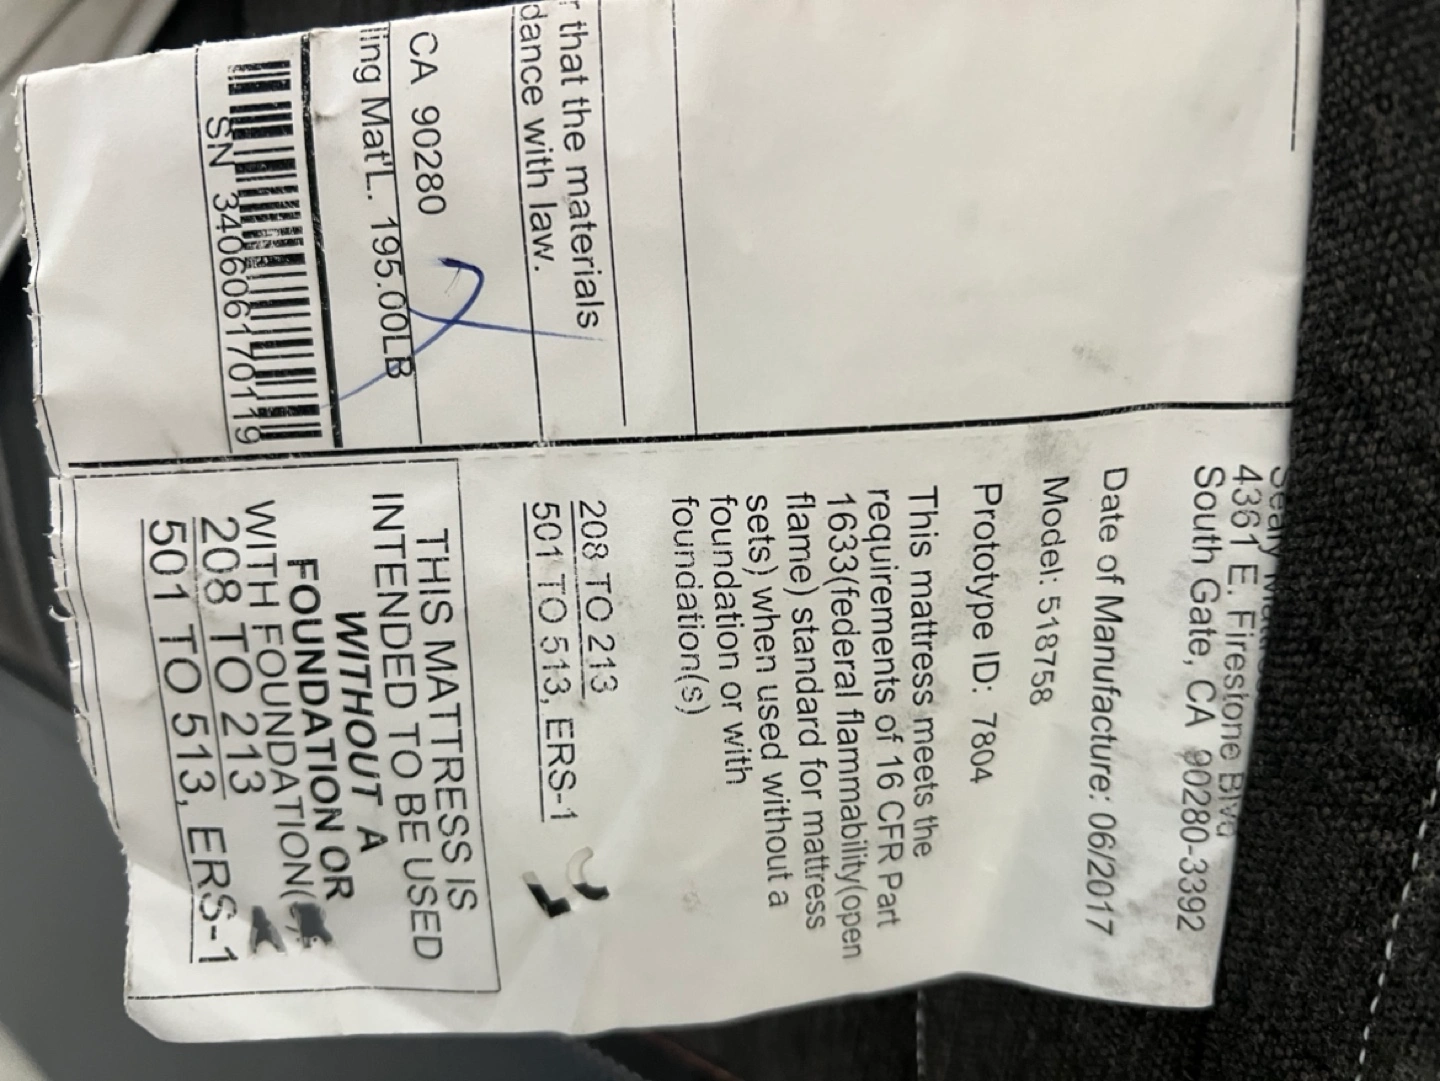 r that the materials
dance with law.
CA 90280
ling Mat'L. 195.00LB
SN 340606170119
Sealy
4361 E. Firestone Blvd
South Gate, CA 90280-3392
Date of Manufacture: 06/2017
Model: 518758
Prototype ID: 7804
This mattress meets the
requirements of 16 CFR Part
1633(federal flammability(open
flame) standard for mattress
sets) when used without a
foundation or with
foundation(s)
208 TO 213
501 TO 513, ERS-1
THIS MATTRESS IS
INTENDED TO BE USED
WITHOUT A
FOUNDATION OR
WITH FOUNDATION(
208 TO 213
501 TO 513, ERS-1